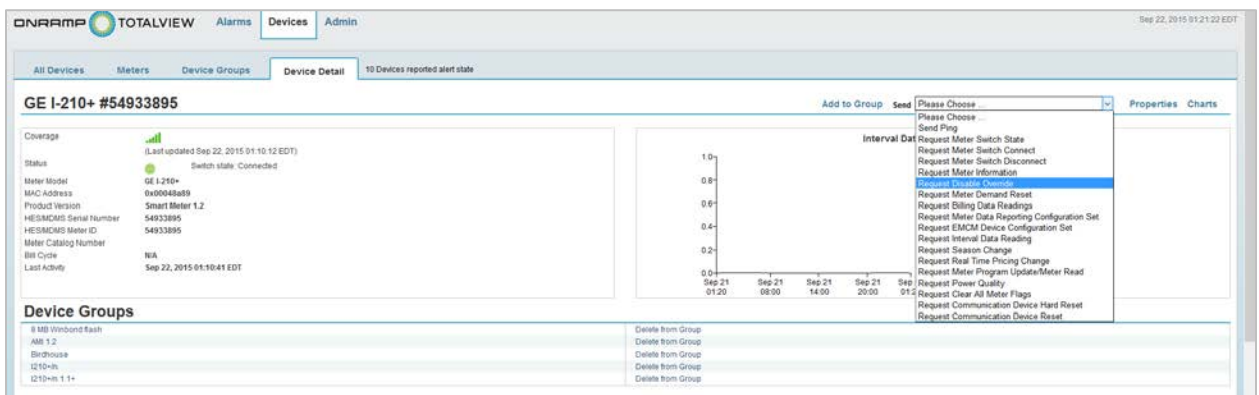 ONRAMP TOTALVIEW Alarms Devices Admin
Sep 22, 2015 01:21:22 EDT
All Devices Meters Device Groups Device Detail 10 Devices reported alert state
GE I-210+ #54933895
Add to Group Send Please Choose ... Properties Charts
Please Choose ...
Send Ping
Request Meter Switch State
Request Meter Switch Connect
Request Meter Switch Disconnect
Request Meter Information
Request Disable Override
Request Meter Demand Reset
Request Billing Data Readings
Request Meter Data Reporting Configuration Set
Request EMCM Device Configuration Set
Request Interval Data Reading
Request Season Change
Request Real Time Pricing Change
Request Meter Program Update/Meter Read
Request Power Quality
Request Clear All Meter Flags
Request Communication Device Hard Reset
Request Communication Device Reset
Coverage
(Last updated Sep 22, 2015 01:10:12 EDT)
Status Switch state: Connected
Meter Model GE I-210+
MAC Address 0x00048a89
Product Version Smart Meter 1.2
HES/MDMS Serial Number 54933895
HES/MDMS Meter ID 54933895
Meter Catalog Number
Bill Cycle N/A
Last Activity Sep 22, 2015 01:10:41 EDT
Interval Dat
1.0
0.8
0.6
0.4
0.2
0.0
Sep 21 Sep 21 Sep 21 Sep 21 Sep
01:20 08:00 14:00 20:00 01:2
Device Groups
8 MB Winbond flash Delete from Group
AMI 1.2 Delete from Group
Birdhouse Delete from Group
I210+m Delete from Group
I210+m 1.1+ Delete from Group